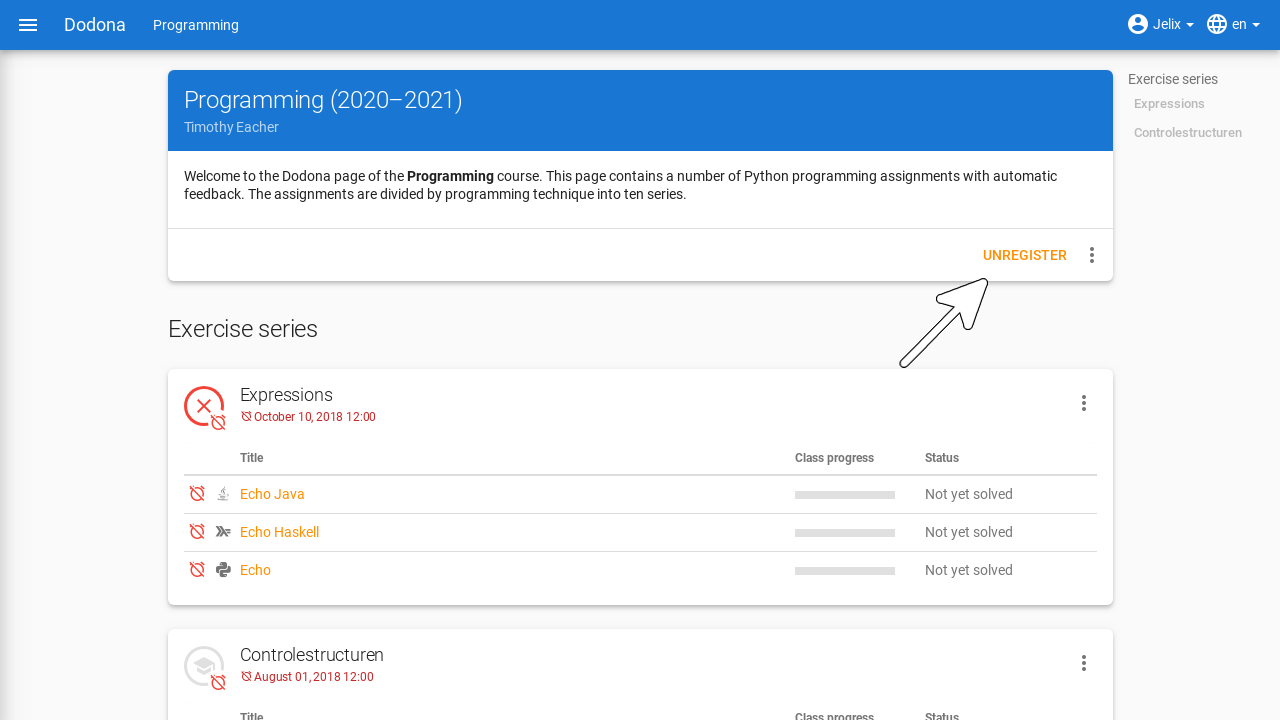 Dodona
Programming
Jelix
en
Programming (2020–2021)
Timothy Eacher
Welcome to the Dodona page of the Programming course. This page contains a number of Python programming assignments with automatic
feedback. The assignments are divided by programming technique into ten series.
UNREGISTER
Exercise series
Expressions
Controlestructuren
Exercise series
Expressions
October 10, 2018 12:00
Title Class progress Status
Echo Java Not yet solved
Echo Haskell Not yet solved
Echo Not yet solved
Controlestructuren
August 01, 2018 12:00
Title Class progress Status